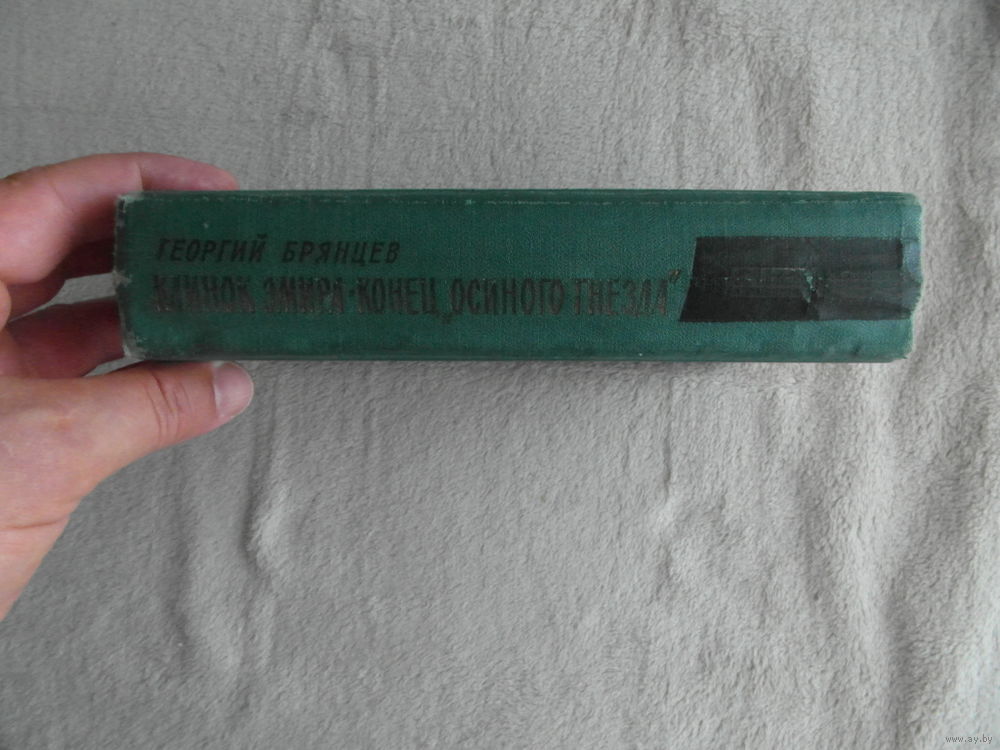 ГЕОРГИЙ БРЯНЦЕВ
КЛИНОК ЭМИРА·КОНЕЦ „ОСИНОГО ГНЕЗДА"
www.ay.by